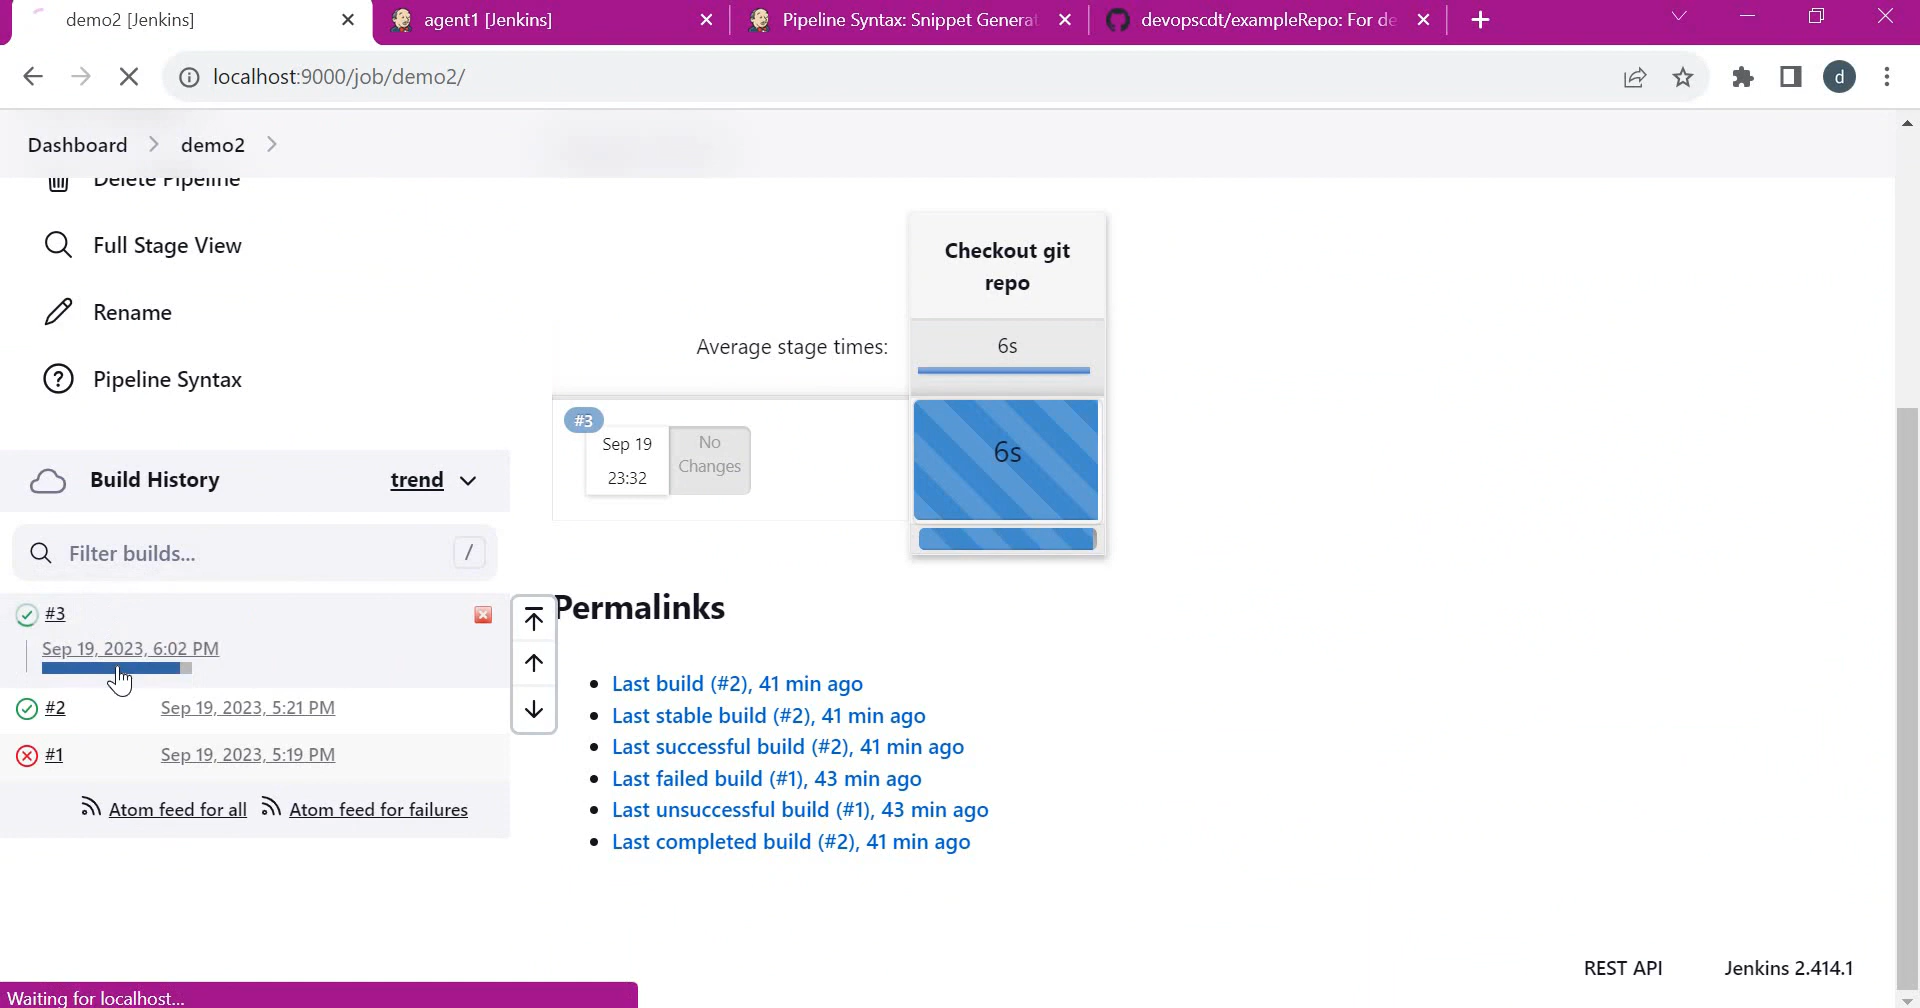 demo2 [Jenkins]
agent1 [Jenkins]
Pipeline Syntax: Snippet Generat
devopscdt/exampleRepo: For de
localhost:9000/job/demo2/
d
Dashboard
demo2
Delete Pipeline
Full Stage View
Rename
Pipeline Syntax
Build History
trend
Filter builds...
/
#3
Sep 19, 2023, 6:02 PM
#2
Sep 19, 2023, 5:21 PM
#1
Sep 19, 2023, 5:19 PM
Atom feed for all
Atom feed for failures
Checkout git
repo
Average stage times:
6s
#3
Sep 19
23:32
No
Changes
6s
Permalinks
Last build (#2), 41 min ago
Last stable build (#2), 41 min ago
Last successful build (#2), 41 min ago
Last failed build (#1), 43 min ago
Last unsuccessful build (#1), 43 min ago
Last completed build (#2), 41 min ago
REST API
Jenkins 2.414.1
Waiting for localhost...